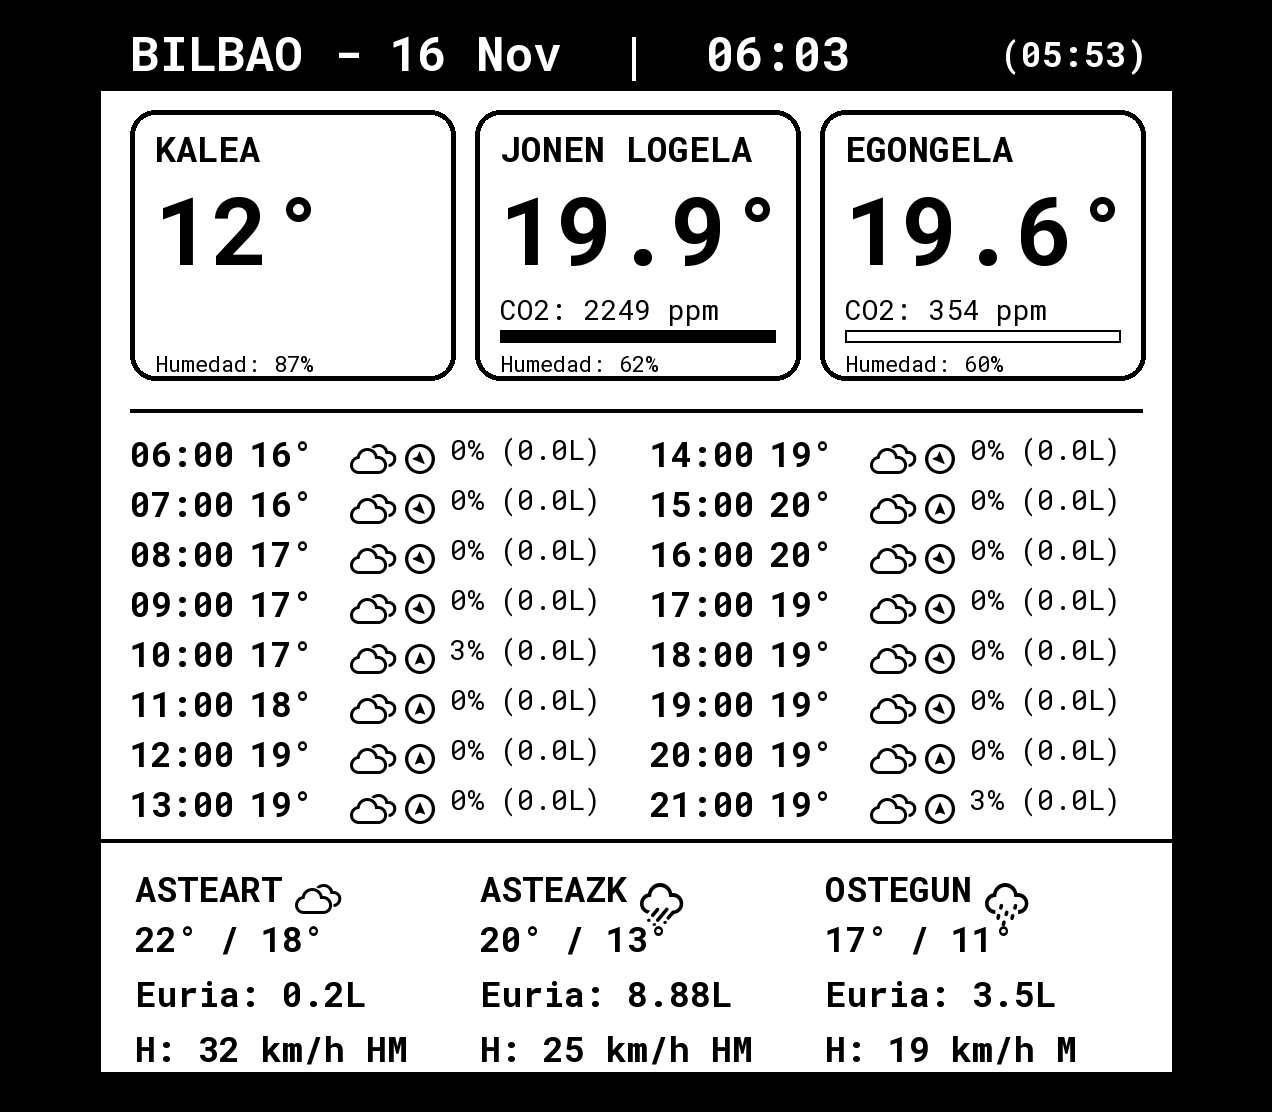 BILBAO - 16 Nov | 06:03 (05:53)
KALEA
12°
Humedad: 87%
JONEN LOGELA
19.9°
CO2: 2249 ppm
Humedad: 62%
EGONGELA
19.6°
CO2: 354 ppm
Humedad: 60%
06:00 16° 0% (0.0L)
07:00 16° 0% (0.0L)
08:00 17° 0% (0.0L)
09:00 17° 0% (0.0L)
10:00 17° 3% (0.0L)
11:00 18° 0% (0.0L)
12:00 19° 0% (0.0L)
13:00 19° 0% (0.0L)
14:00 19° 0% (0.0L)
15:00 20° 0% (0.0L)
16:00 20° 0% (0.0L)
17:00 19° 0% (0.0L)
18:00 19° 0% (0.0L)
19:00 19° 0% (0.0L)
20:00 19° 0% (0.0L)
21:00 19° 3% (0.0L)
ASTEART
22° / 18°
Euria: 0.2L
H: 32 km/h HM
ASTEAZK
20° / 13°
Euria: 8.88L
H: 25 km/h HM
OSTEGUN
17° / 11°
Euria: 3.5L
H: 19 km/h M